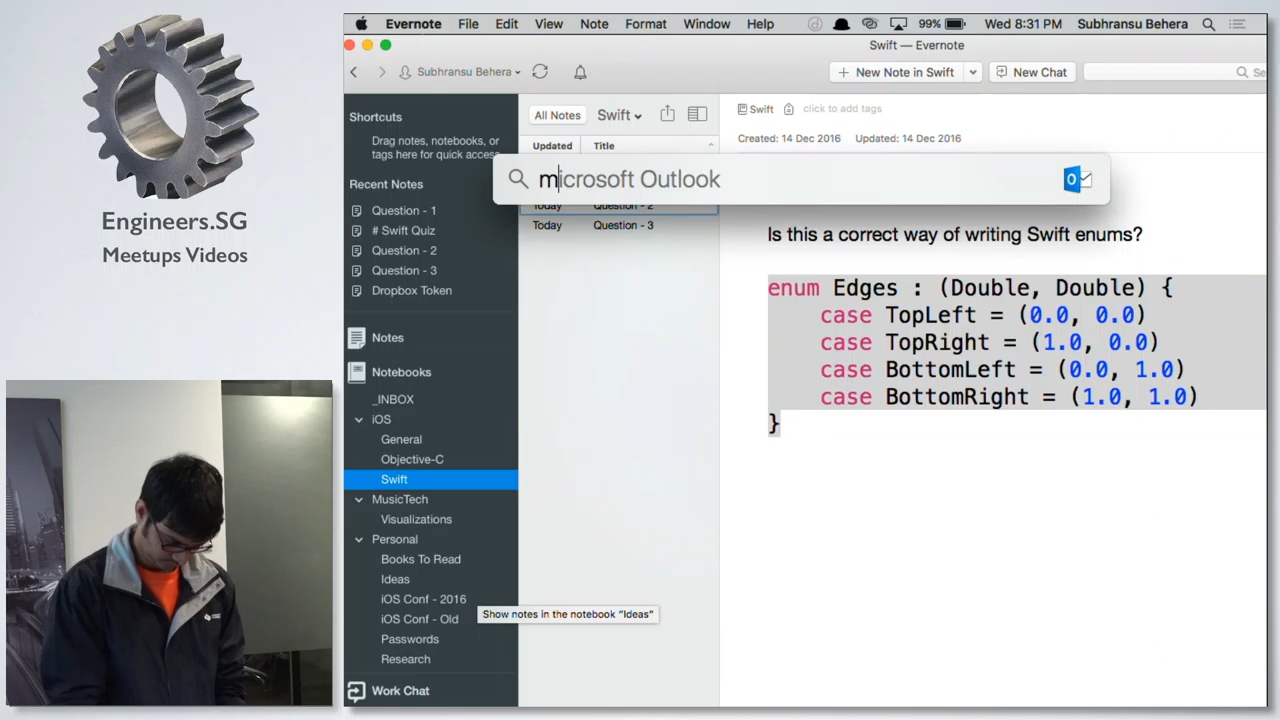 Engineers.SG
Meetups Videos
Evernote File Edit View Note Format Window Help 99% Wed 8:31 PM Subhransu Behera
Swift — Evernote
Subhransu Behera
New Note in Swift
New Chat
Shortcuts
Drag notes, notebooks, or
tags here for quick access
Recent Notes
Question - 1
# Swift Quiz
Question - 2
Question - 3
Dropbox Token
Notes
Notebooks
_INBOX
iOS
General
Objective-C
Swift
MusicTech
Visualizations
Personal
Books To Read
Ideas
iOS Conf - 2016
iOS Conf - Old
Passwords
Research
Work Chat
Show notes in the notebook "Ideas"
All Notes
Swift
Updated Title
microsoft Outlook
Today Question - 2
Today Question - 3
Swift click to add tags
Created: 14 Dec 2016 Updated: 14 Dec 2016
Is this a correct way of writing Swift enums?
enum Edges : (Double, Double) {
case TopLeft = (0.0, 0.0)
case TopRight = (1.0, 0.0)
case BottomLeft = (0.0, 1.0)
case BottomRight = (1.0, 1.0)
}